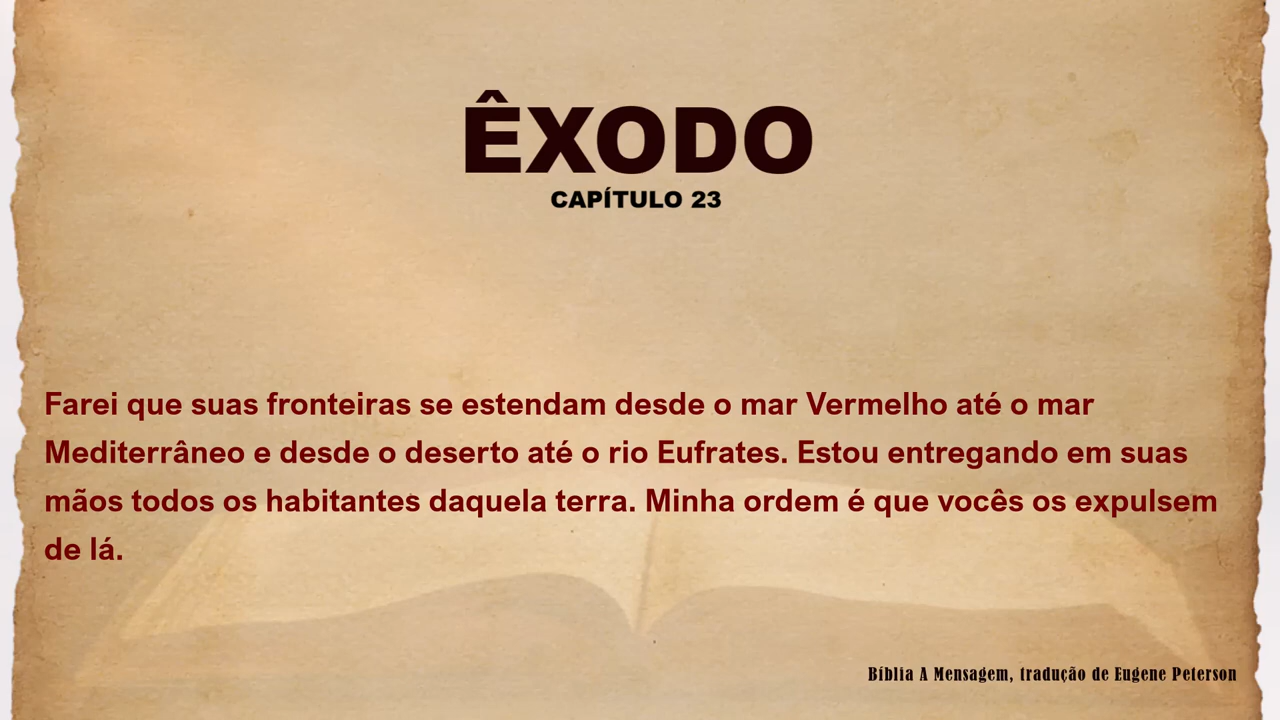 ÊXODO
CAPÍTULO 23
Farei que suas fronteiras se estendam desde o mar Vermelho até o mar
Mediterrâneo e desde o deserto até o rio Eufrates. Estou entregando em suas
mãos todos os habitantes daquela terra. Minha ordem é que vocês os expulsem
de lá.
Bíblia A Mensagem, tradução de Eugene Peterson